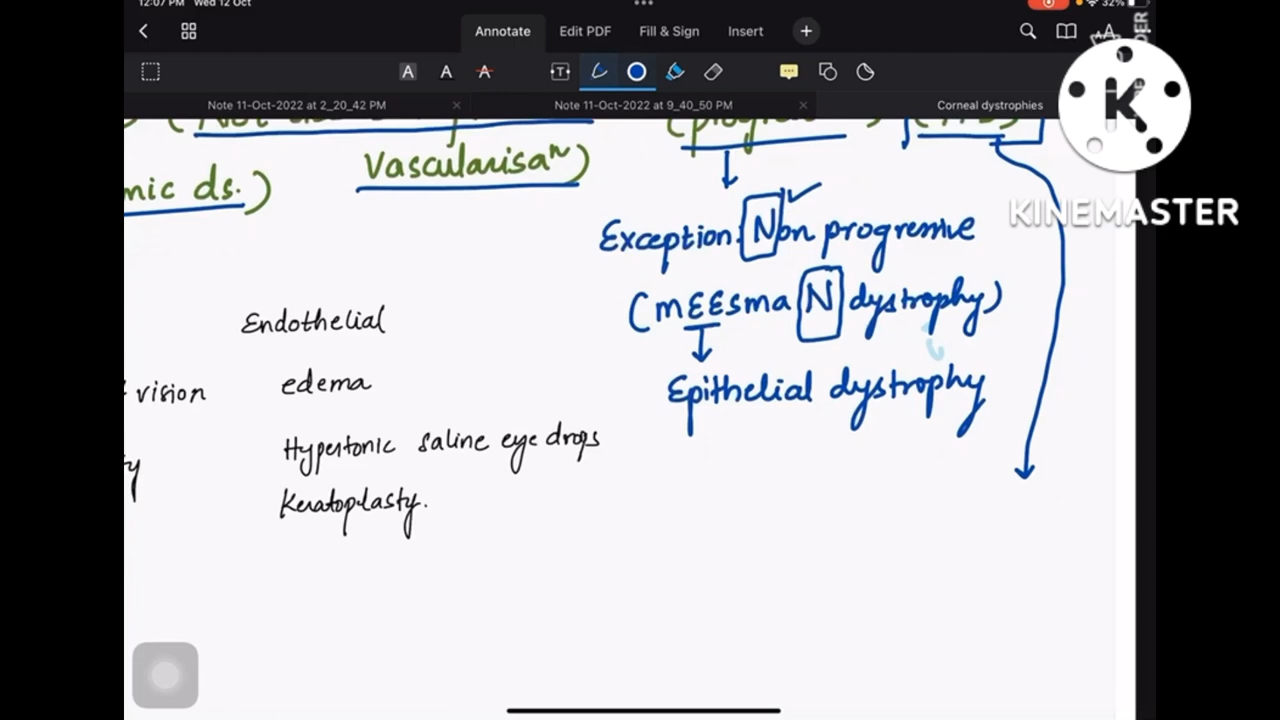 12:07 PM Wed 12 Oct
32%
Annotate Edit PDF Fill & Sign Insert
Note 11-Oct-2022 at 2_20_42 PM
Note 11-Oct-2022 at 9_40_50 PM
Corneal dystrophies
KINEMASTER
mic ds.)
Vascularisaⁿ)
Exception: Non progressive
(mEEsma N dystrophy)
Epithelial dystrophy
Endothelial
vision edema
Hypertonic saline eye drops
Keratoplasty.